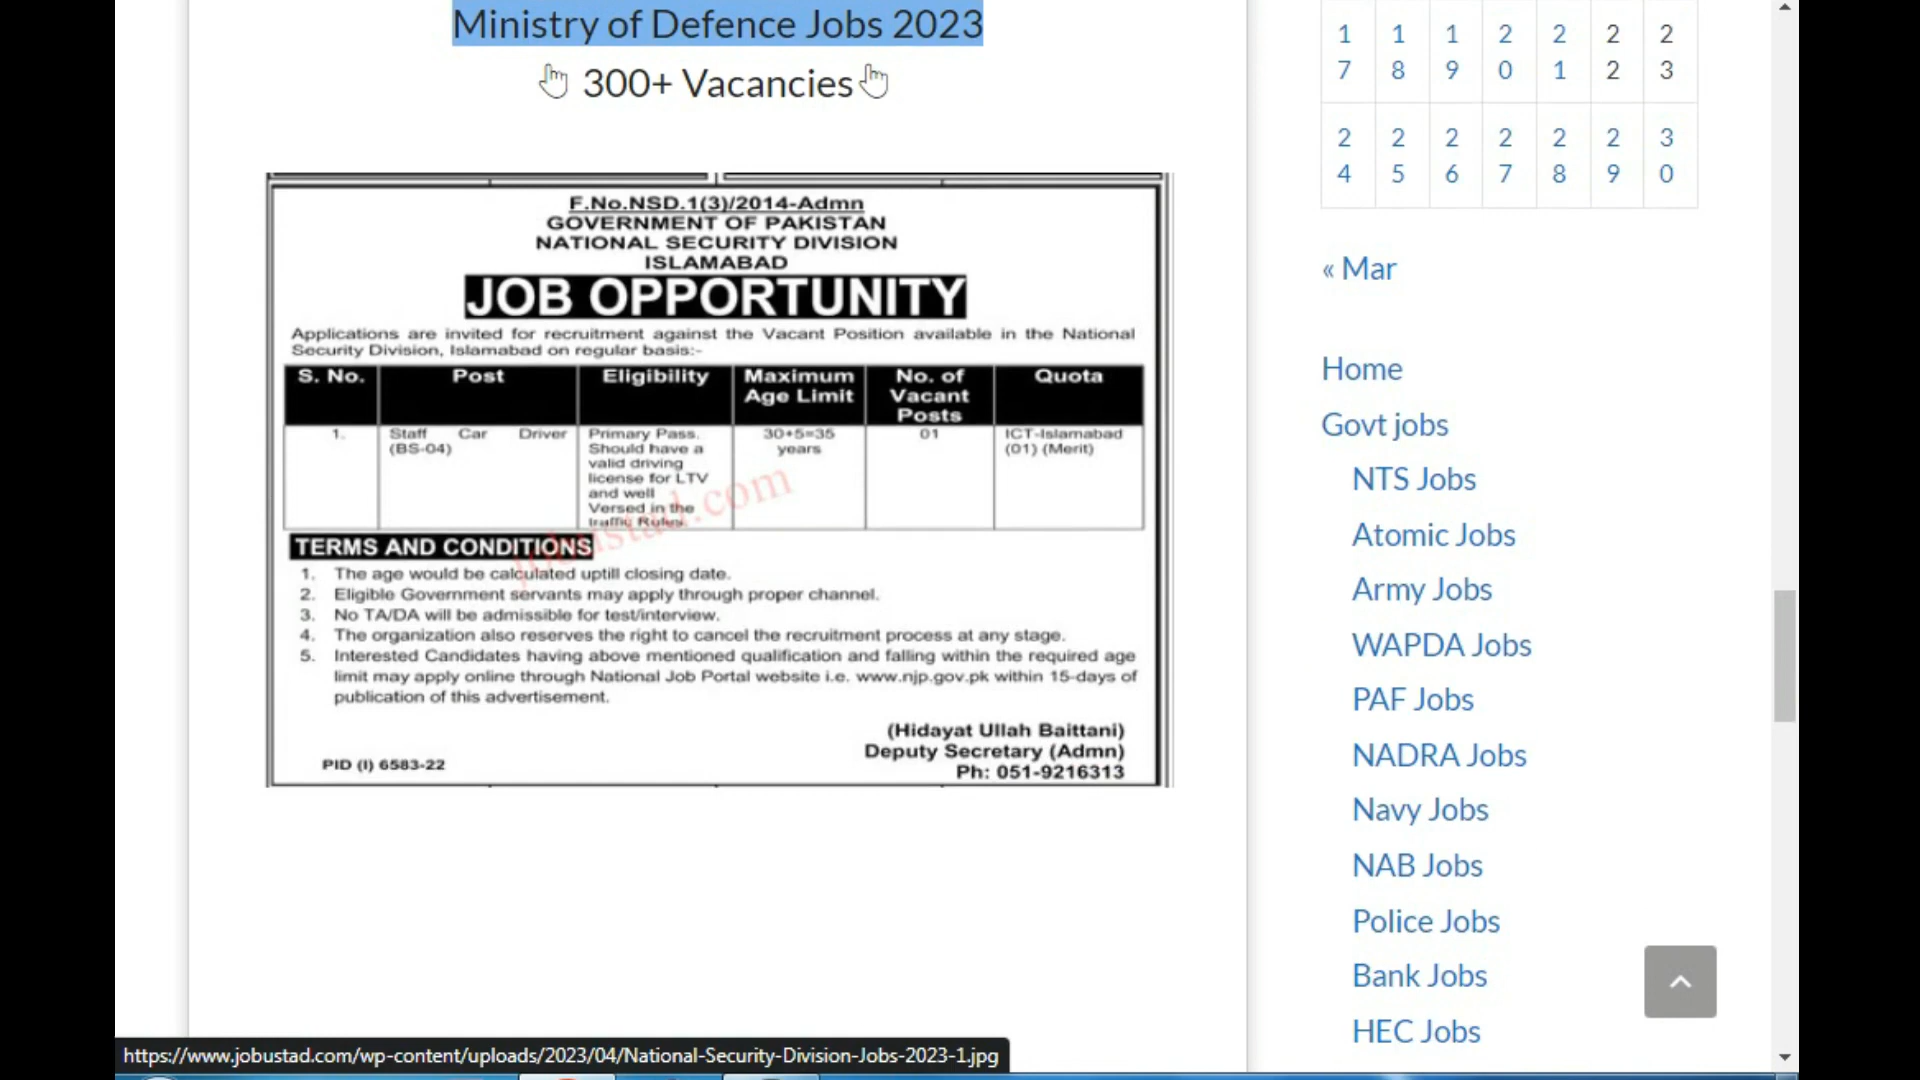 Ministry of Defence Jobs 2023
300+ Vacancies
F.No.NSD.1(3)/2014-Admn
GOVERNMENT OF PAKISTAN
NATIONAL SECURITY DIVISION
ISLAMABAD
JOB OPPORTUNITY
Applications are invited for recruitment against the Vacant Position available in the National
Security Division, Islamabad on regular basis:-
S. No. Post Eligibility Maximum Age Limit No. of Vacant Posts Quota
1. Staff Car Driver (BS-04) Primary Pass. Should have a valid driving license for LTV and well Versed in the traffic Rules. 30+5=35 years 01 ICT-Islamabad (01) (Merit)
jobustad.com
TERMS AND CONDITIONS
1. The age would be calculated uptill closing date.
2. Eligible Government servants may apply through proper channel.
3. No TA/DA will be admissible for test/interview.
4. The organization also reserves the right to cancel the recruitment process at any stage.
5. Interested Candidates having above mentioned qualification and falling within the required age
limit may apply online through National Job Portal website i.e. www.njp.gov.pk within 15-days of
publication of this advertisement.
(Hidayat Ullah Baittani)
Deputy Secretary (Admn)
Ph: 051-9216313
PID (I) 6583-22
17 18 19 20 21 22 23
24 25 26 27 28 29 30
« Mar
Home
Govt jobs
NTS Jobs
Atomic Jobs
Army Jobs
WAPDA Jobs
PAF Jobs
NADRA Jobs
Navy Jobs
NAB Jobs
Police Jobs
Bank Jobs
HEC Jobs
https://www.jobustad.com/wp-content/uploads/2023/04/National-Security-Division-Jobs-2023-1.jpg